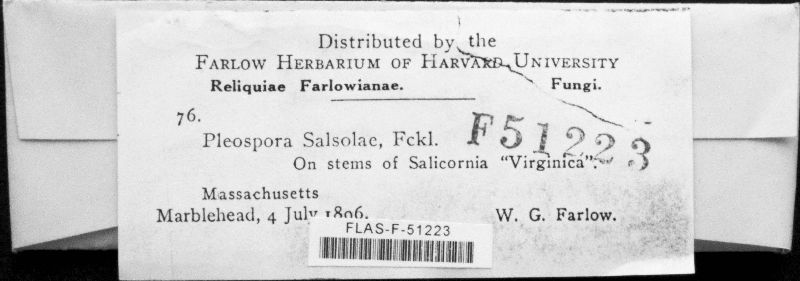 Distributed by the
FARLOW HERBARIUM OF HARVARD UNIVERSITY
Reliquiae Farlowianae. Fungi.
76.
F51223
Pleospora Salsolae, Fckl.
On stems of Salicornia "Virginica".
Massachusetts
Marblehead, 4 July 1896. W. G. Farlow.
FLAS-F-51223